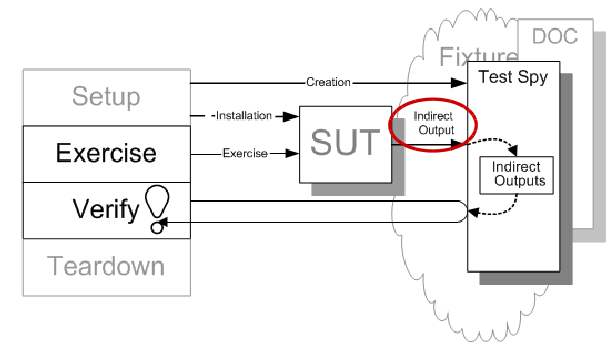 DOC
Fixture
Test Spy
Creation
Setup
-Installation
Indirect
Output
SUT
Exercise
Exercise
Indirect
Outputs
Verify
Teardown